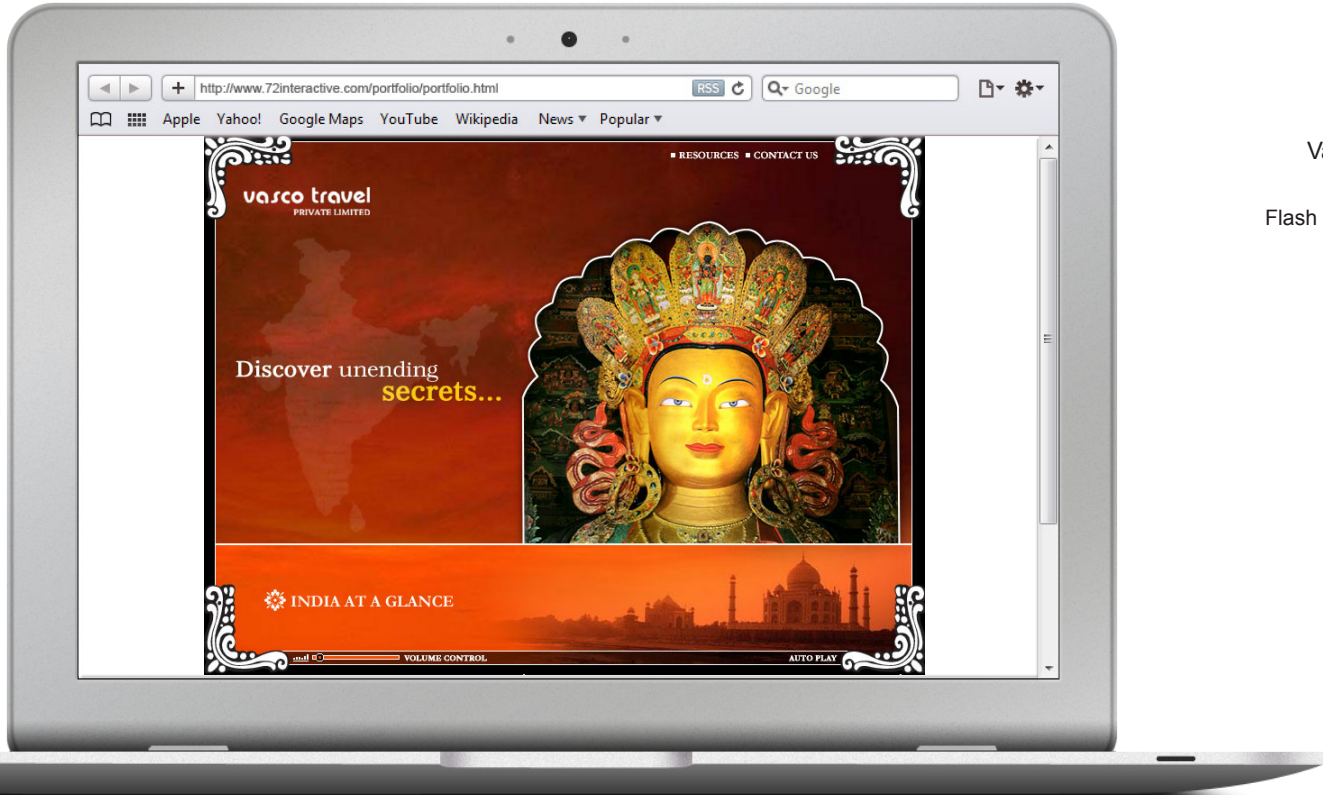 http://www.72interactive.com/portfolio/portfolio.html
RSS
Google
Apple Yahoo! Google Maps YouTube Wikipedia News Popular
RESOURCES CONTACT US
vasco travel
PRIVATE LIMITED
Discover unending
secrets...
INDIA AT A GLANCE
VOLUME CONTROL
AUTO PLAY
Va
Flash